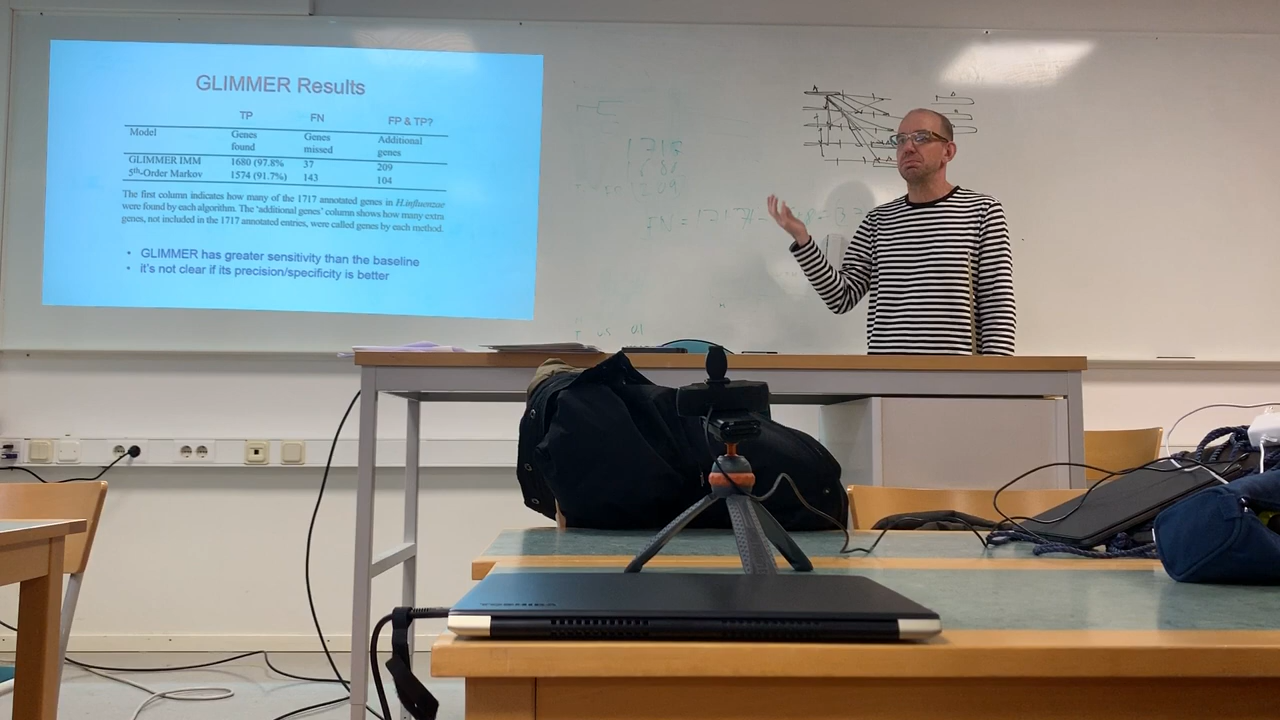 GLIMMER Results
TP FN FP & TP?
Model Genes found Genes missed Additional genes
GLIMMER IMM 1680 (97.8% 37 209
5th-Order Markov 1574 (91.7%) 143 104
The first column indicates how many of the 1717 annotated genes in H.influenzae
were found by each algorithm. The 'additional genes' column shows how many extra
genes, not included in the 1717 annotated entries, were called genes by each method.
• GLIMMER has greater sensitivity than the baseline
• it's not clear if its precision/specificity is better
TOSHIBA